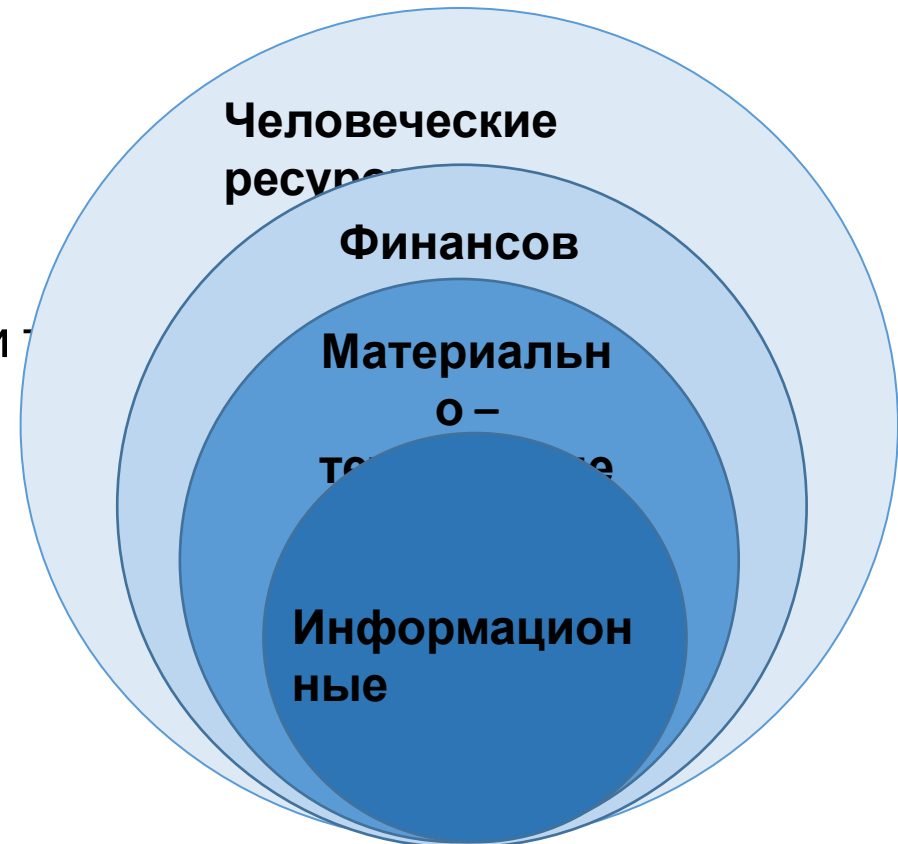 Человеческие
Финансов
и
Материальн
о –
Информацион
ные